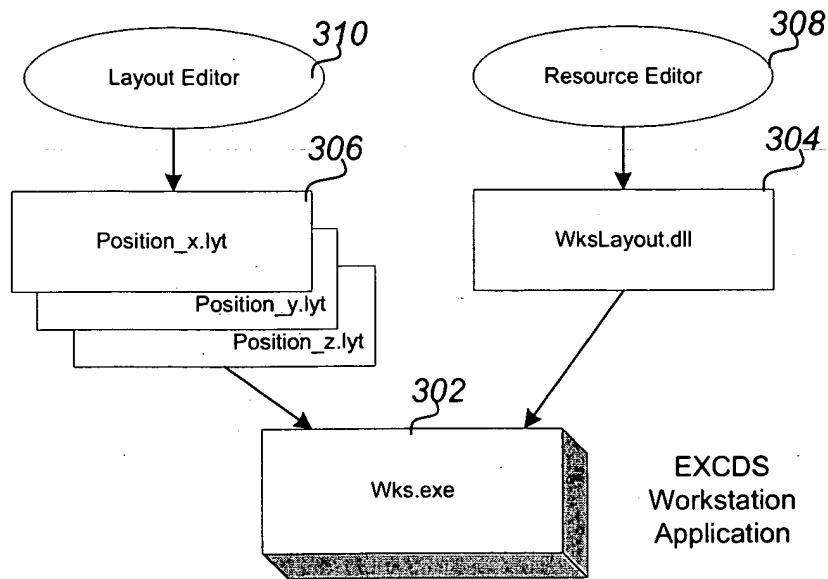 310
308
Layout Editor
Resource Editor
306
304
Position_x.lyt
WksLayout.dll
Position_y.lyt
Position_z.lyt
302
Wks.exe
EXCDS
Workstation
Application